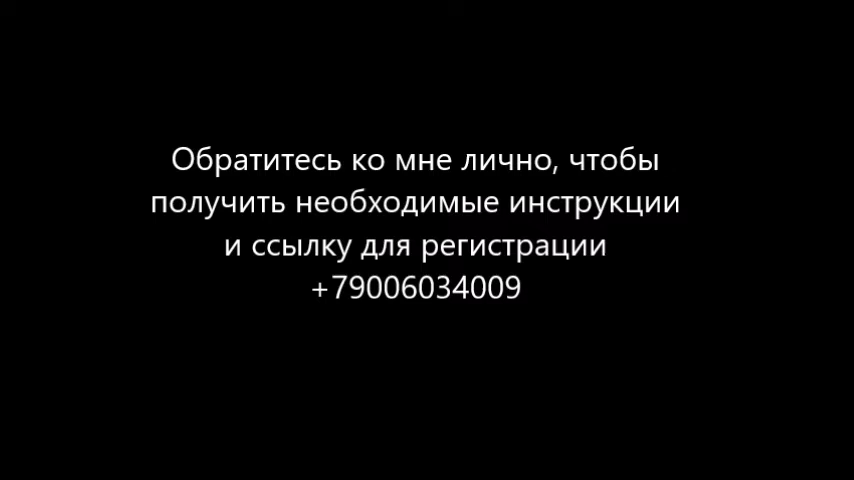 Обратитесь ко мне лично, чтобы
получить необходимые инструкции
и ссылку для регистрации
+79006034009